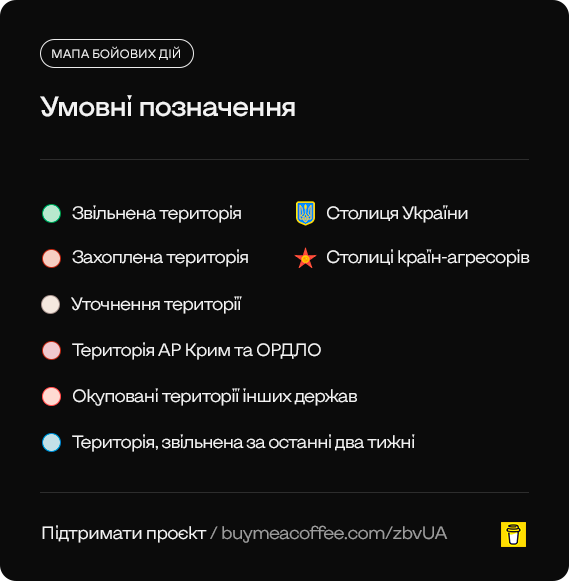 МАПА БОЙОВИХ ДІЙ
Умовні позначення
Звільнена територія
Столиця України
Захоплена територія
Столиці країн-агресорів
Уточнення території
Територія АР Крим та ОРДЛО
Окуповані території інших держав
Територія, звільнена за останні два тижні
Підтримати проєкт / buymeacoffee.com/zbvUA